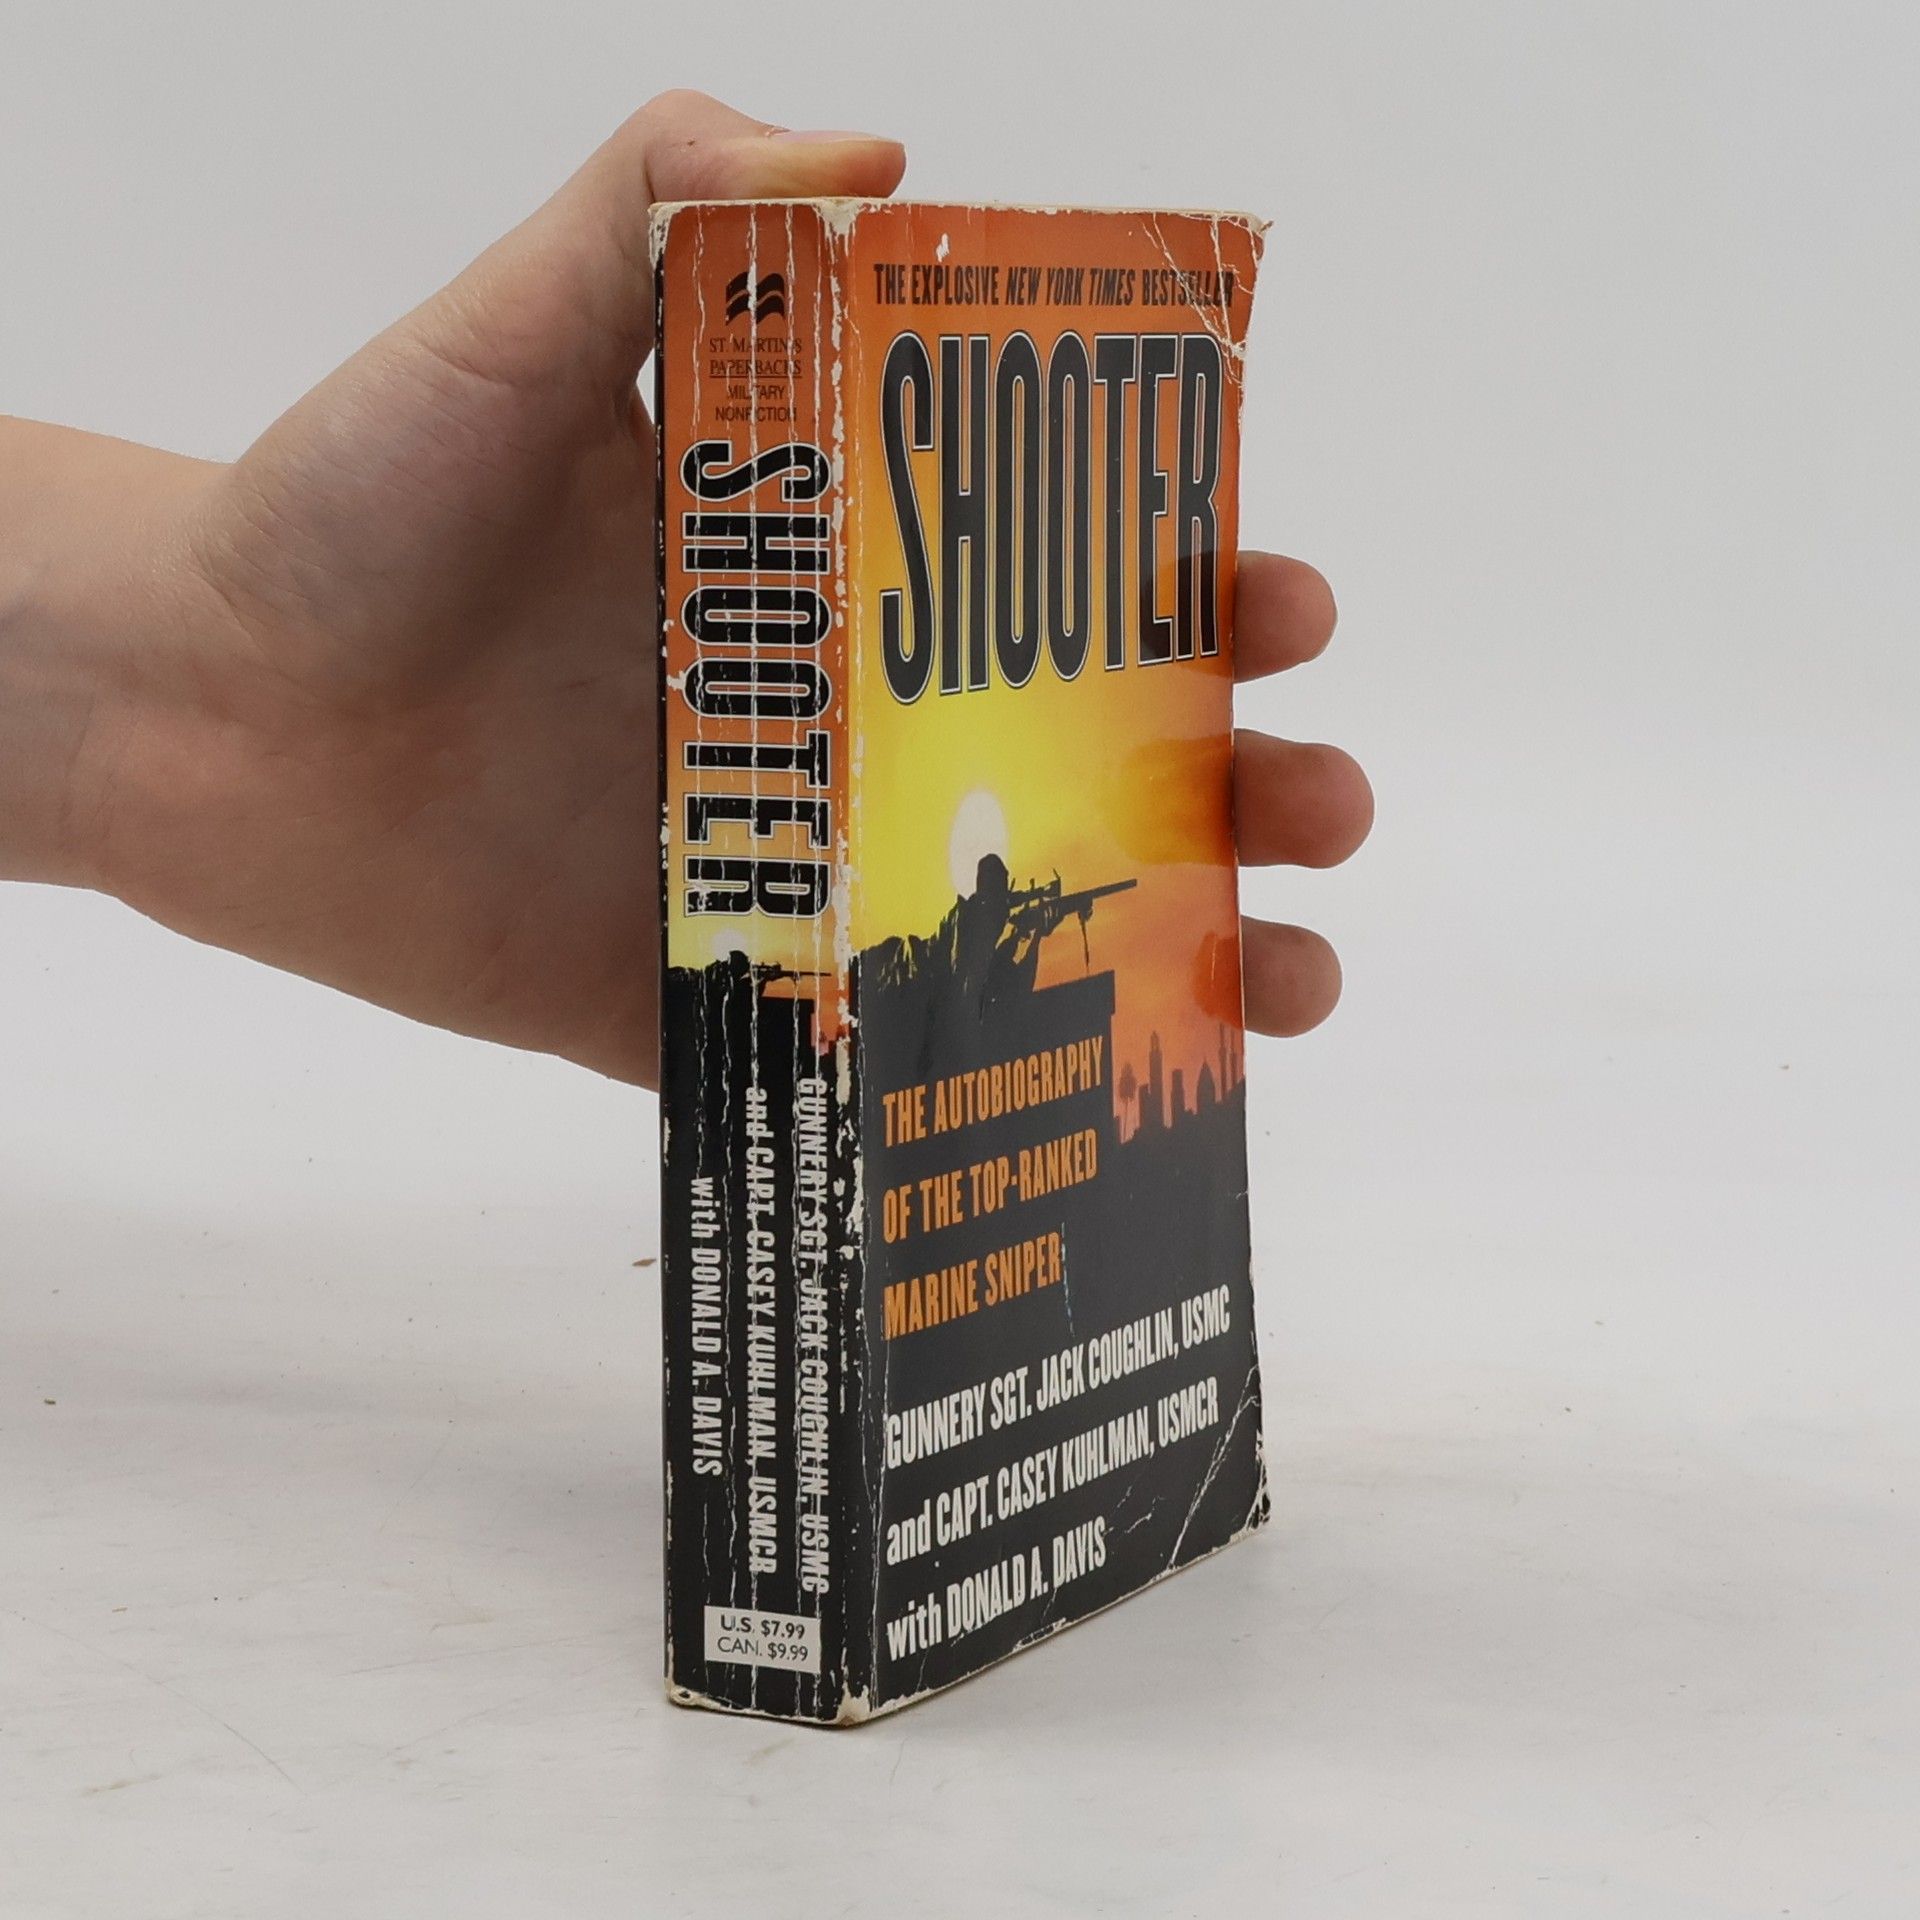 ST. MARTIN'S
PAPERBACKS
MILITARY
NONFICTION
SHOOTER
GUNNERY SGT. JACK COUGHLIN, USMC
and CAPT. CASEY KUHLMAN, USMCR
with DONALD A. DAVIS
U.S. $7.99
CAN. $9.99
THE EXPLOSIVE NEW YORK TIMES BESTSELLER
SHOOTER
THE AUTOBIOGRAPHY
OF THE TOP-RANKED
MARINE SNIPER
GUNNERY SGT. JACK COUGHLIN, USMC
and CAPT. CASEY KUHLMAN, USMCR
with DONALD A. DAVIS